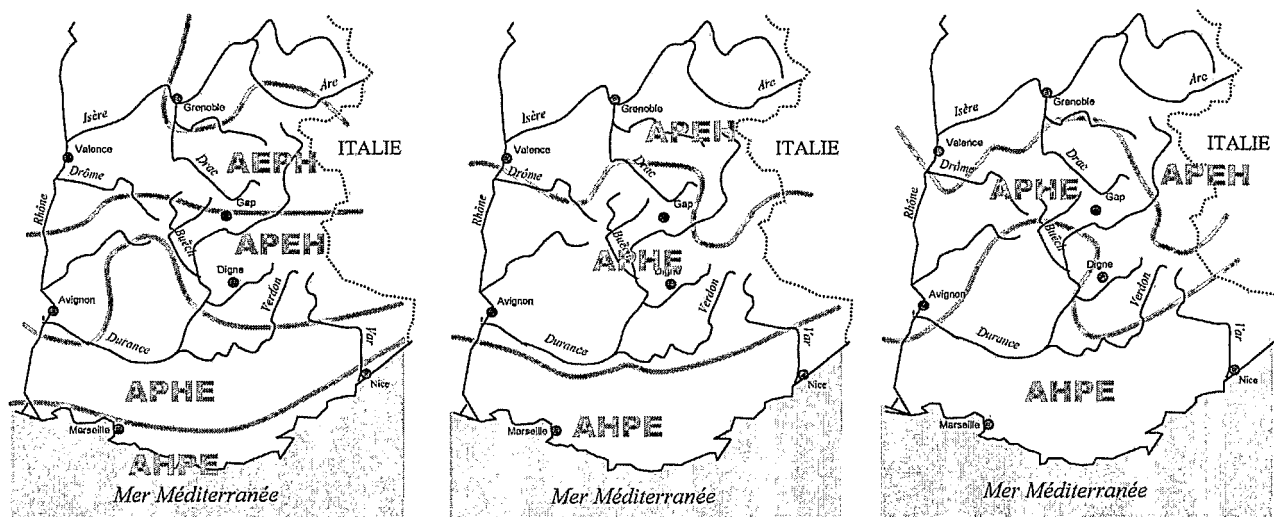 Arc
Isère
Grenoble
Valence
AEPH
ITALIE
Drac
Drôme
Rhône
Gap
Buëch
APEH
Digne
Verdon
Avignon
Durance
Var
Nice
APHE
Marseille
AHPE
Mer Méditerranée
Arc
Isère
Grenoble
APEH
ITALIE
Valence
Drac
Drôme
Rhône
Gap
Buëch
APHE
Verdon
Digne
Avignon
Durance
Var
Nice
Marseille
AHPE
Mer Méditerranée
Arc
Isère
Grenoble
Valence
ITALIE
Drac
Drôme
APHE
APEH
Rhône
Gap
Buëch
Digne
Verdon
Avignon
Durance
Var
Nice
AHPE
Marseille
Mer Méditerranée